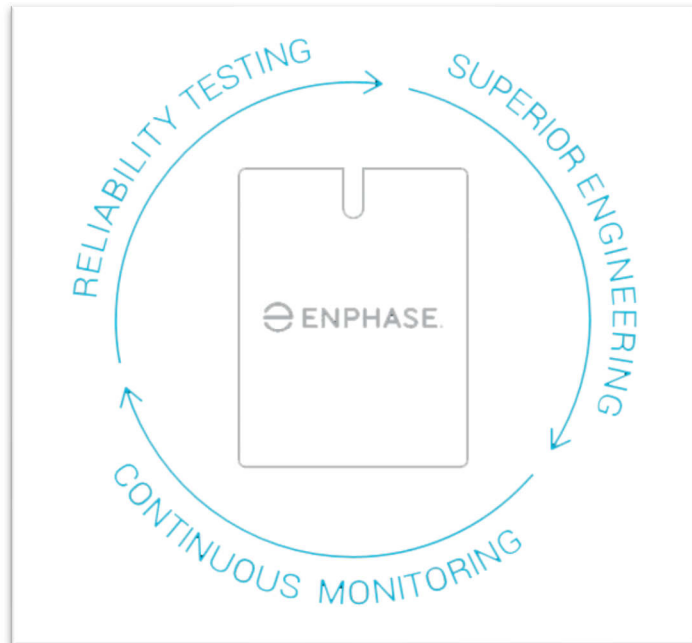 RELIABILITY TESTING
SUPERIOR ENGINEERING
ENPHASE.
CONTINUOUS MONITORING